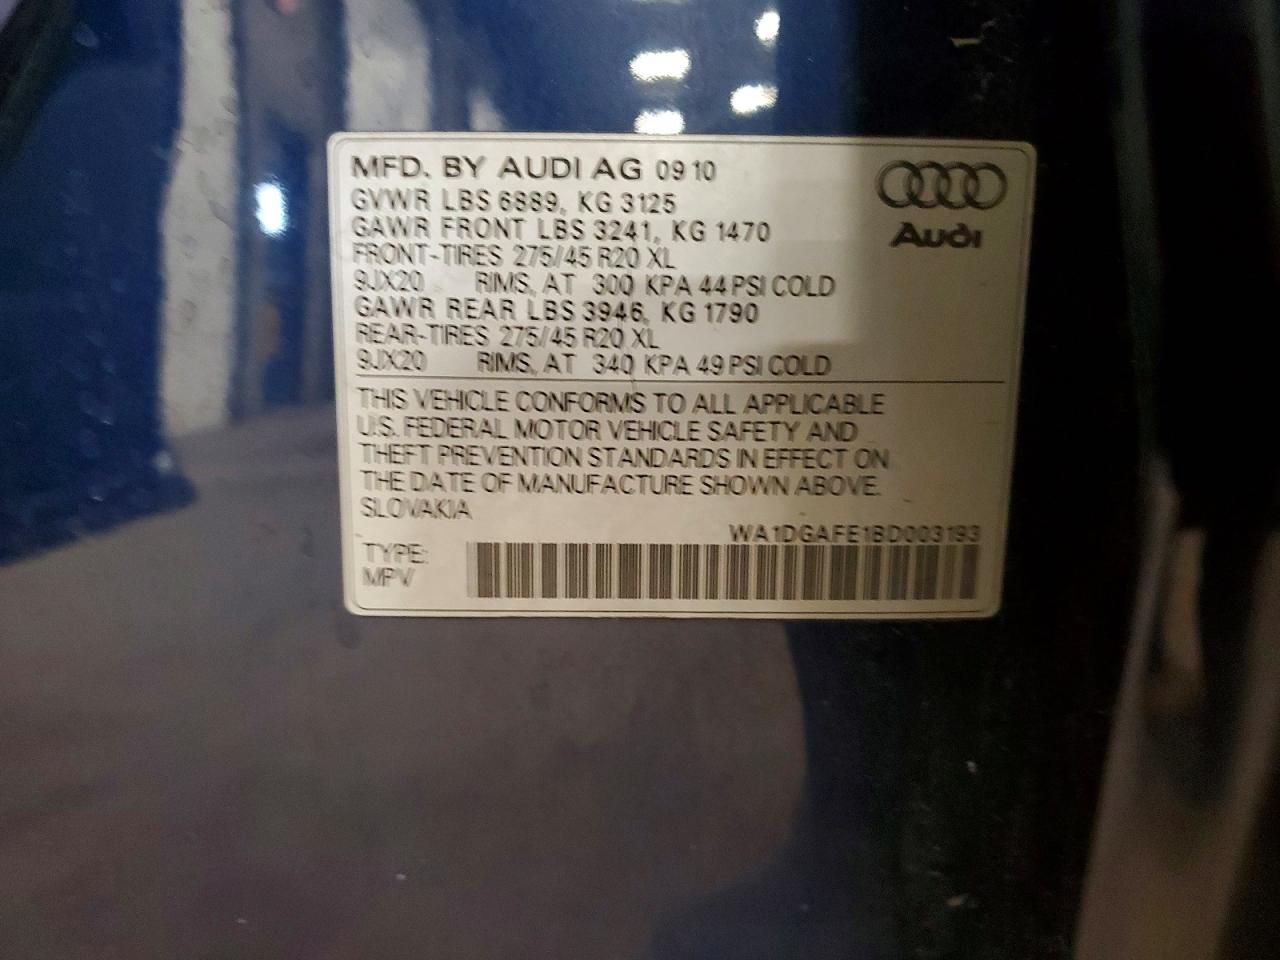 MFD. BY AUDI AG 09 10
GVWR LBS 6889, KG 3125
GAWR FRONT LBS 3241, KG 1470
FRONT-TIRES 275/45 R20 XL
9JX20 RIMS, AT 300 KPA 44 PSI COLD
GAWR REAR LBS 3946, KG 1790
REAR-TIRES 275/45 R20 XL
9JX20 RIMS, AT 340 KPA 49 PSI COLD
Audi
THIS VEHICLE CONFORMS TO ALL APPLICABLE
U.S. FEDERAL MOTOR VEHICLE SAFETY AND
THEFT PREVENTION STANDARDS IN EFFECT ON
THE DATE OF MANUFACTURE SHOWN ABOVE.
SLOVAKIA
WA1DGAFE1BD003193
TYPE:
MPV